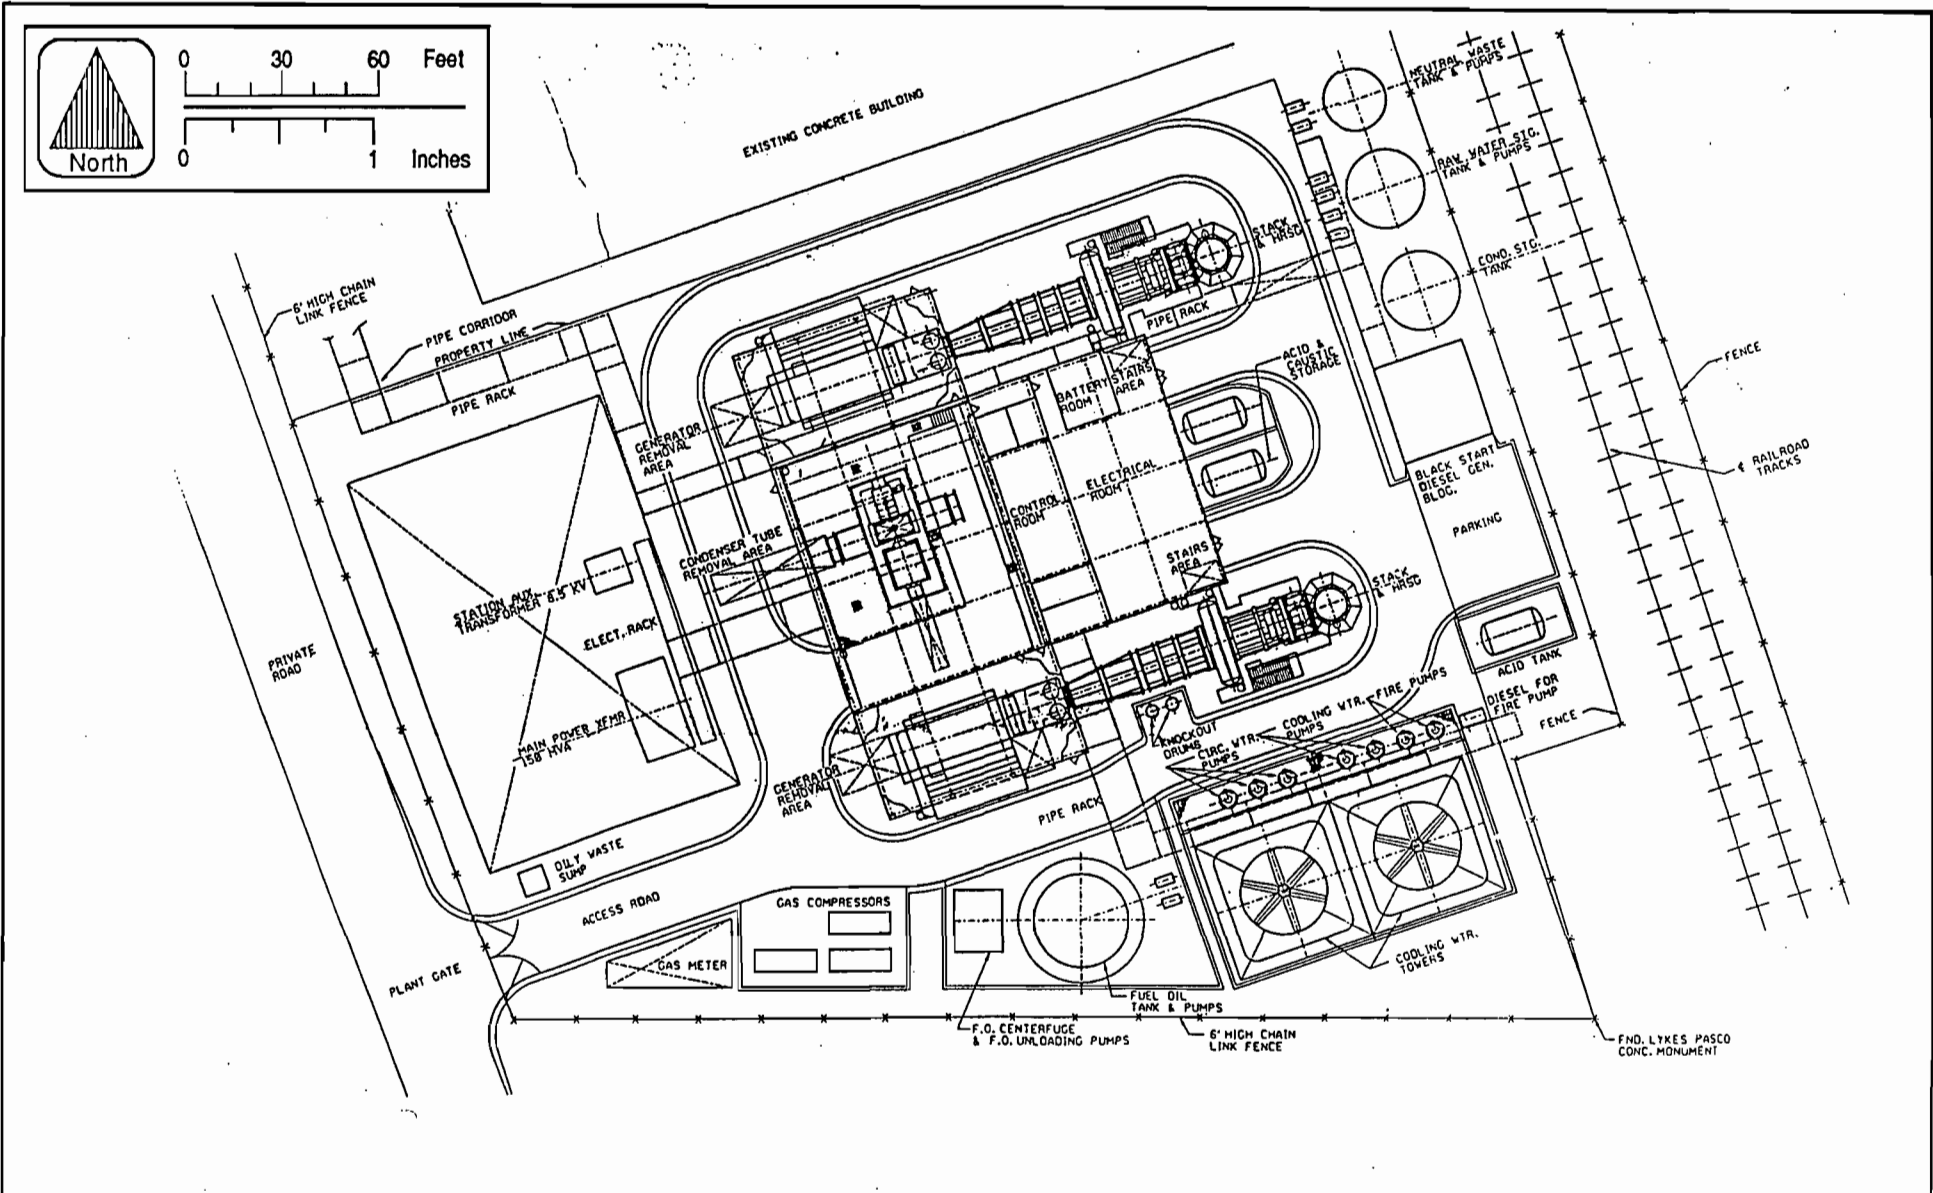 0 30 60 Feet
0 1 Inches
North
EXISTING CONCRETE BUILDING
NEUTRAL WASTE
TANK & PUMPS
RAW WATER STG.
TANK & PUMPS
COND. STG.
TANK
STACK
& HRSG
6' HIGH CHAIN
LINK FENCE
PIPE CORRIDOR
PROPERTY LINE
PIPE RACK
PIPE RACK
ACID &
CAUSTIC
STORAGE
FENCE
BATTERY
ROOM
STAIRS
AREA
GENERATOR
REMOVAL
AREA
ELECTRICAL
ROOM
CONTROL
ROOM
BLACK START
DIESEL GEN.
BLDG.
℄ RAILROAD
TRACKS
PARKING
CONDENSER TUBE
REMOVAL AREA
STAIRS
AREA
STACK
& HRSG
STATION AUX.
TRANSFORMER 6.5 KV
ELECT. RACK
PRIVATE
ROAD
ACID TANK
MAIN POWER XFMR
150 HVA
FIRE PUMPS
DIESEL FOR
FIRE PUMP
COOLING WTR.
PUMPS
FENCE
KNOCKOUT
DRUMS
CIRC. WTR.
PUMPS
GENERATOR
REMOVAL
AREA
PIPE RACK
OILY WASTE
SUMP
ACCESS ROAD
GAS COMPRESSORS
GAS METER
PLANT GATE
COOLING WTR.
TOWERS
FUEL OIL
TANK & PUMPS
F.O. CENTERFUGE
& F.O. UNLOADING PUMPS
6' HIGH CHAIN
LINK FENCE
FND. LYKES PASCO
CONC. MONUMENT